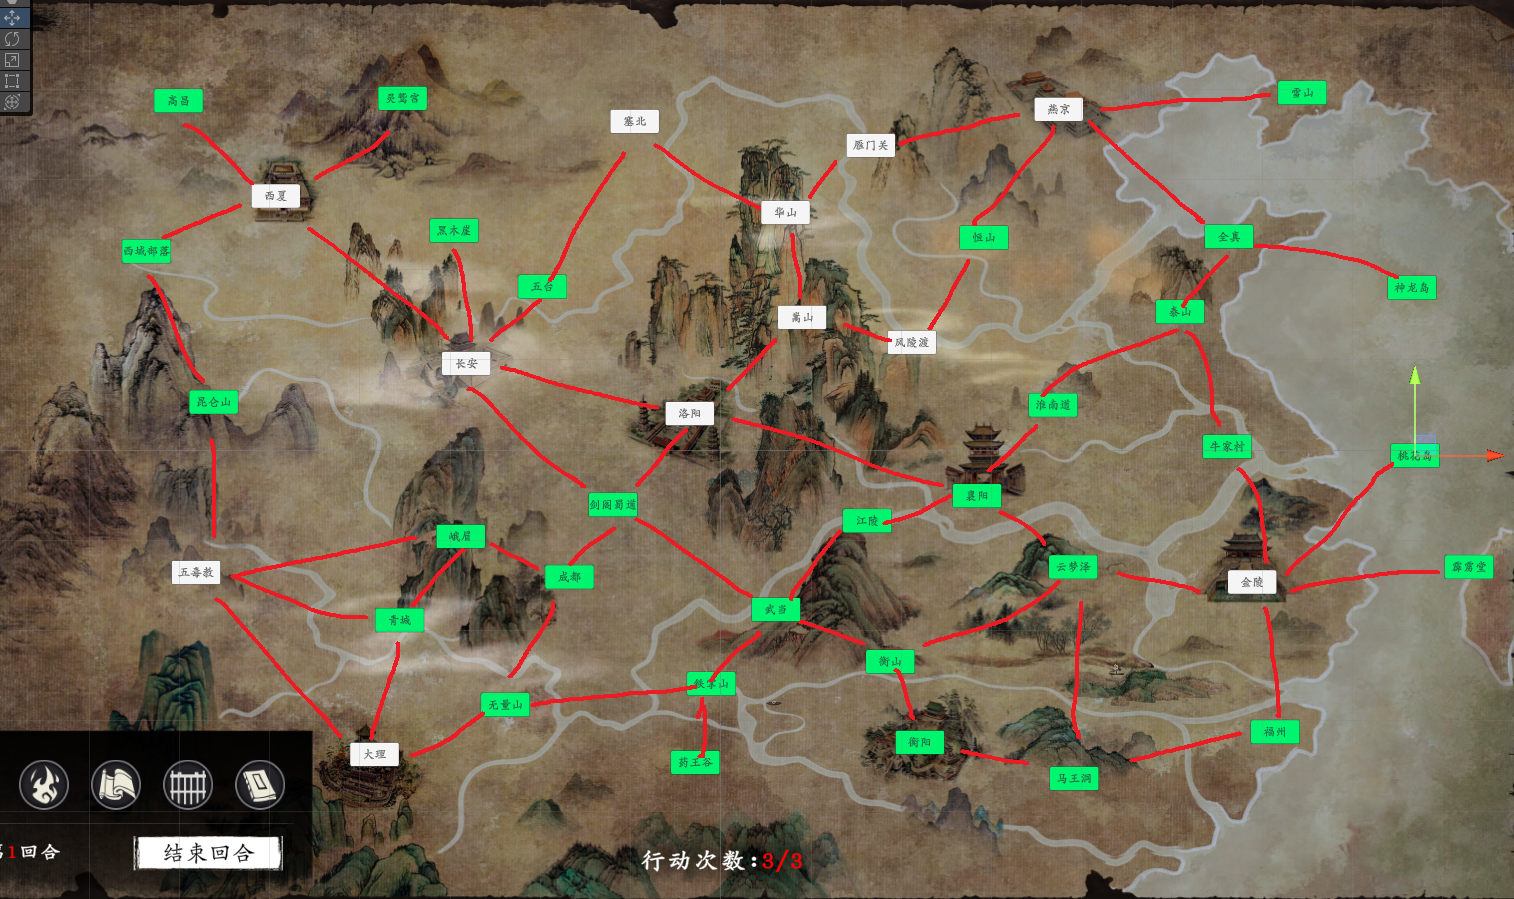 高昌
灵鹫宫
塞北
雁门关
燕京
雪山
西夏
华山
西域部落
黑木崖
恒山
全真
五台
神龙岛
嵩山
泰山
风陵渡
长安
昆仑山
洛阳
淮南道
牛家村
桃花岛
剑阁蜀道
襄阳
江陵
峨眉
五毒教
成都
云梦泽
金陵
霹雳堂
青城
武当
衡山
铁掌山
无量山
大理
药王谷
衡阳
福州
马王洞
第1回合
结束回合
行动次数:3/3